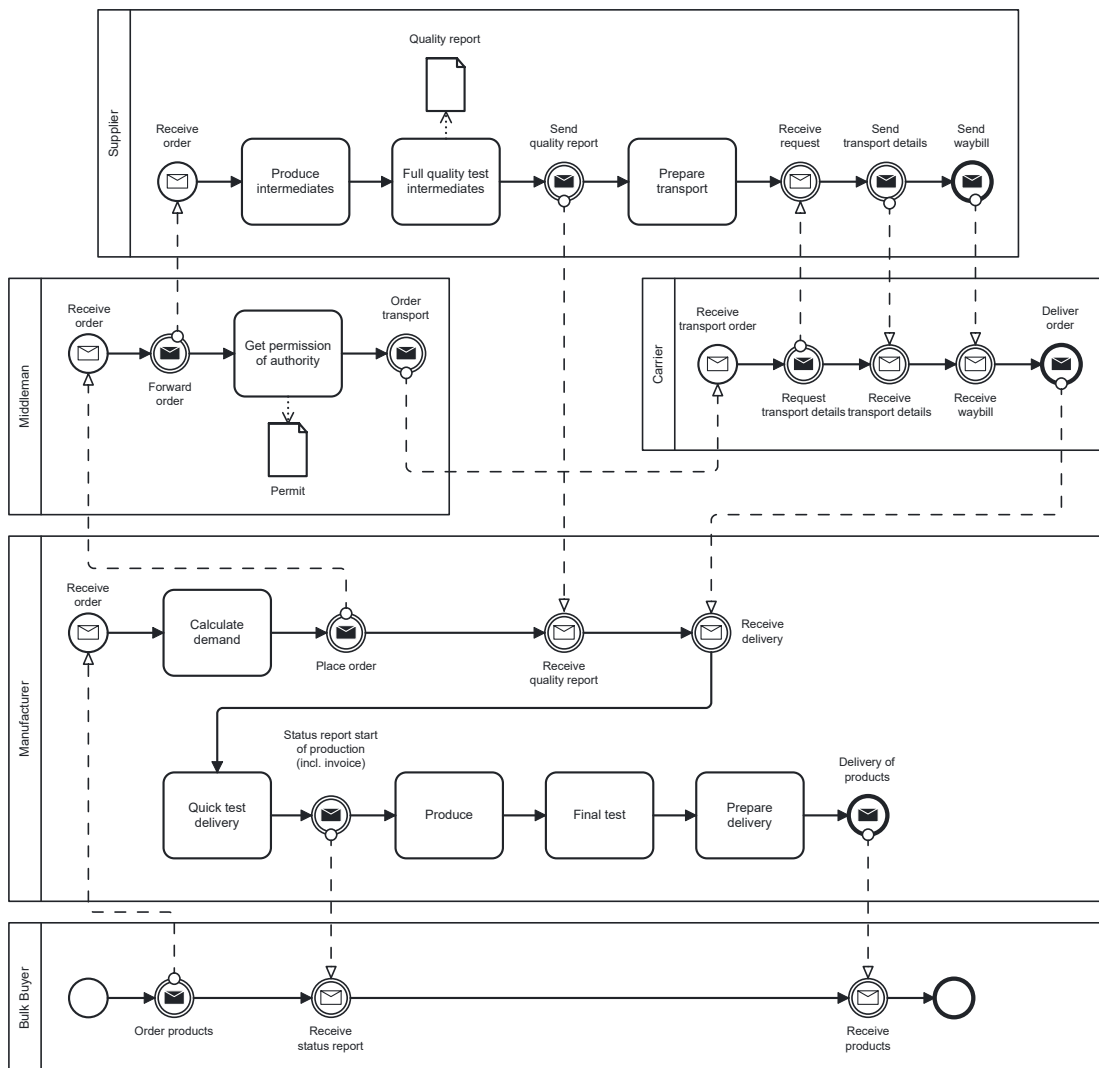 Supplier
Quality report
Receive
order
Produce
intermediates
Full quality test
intermediates
Send
quality report
Prepare
transport
Receive
request
Send
transport details
Send
waybill
Middleman
Receive
order
Forward
order
Get permission
of authority
Permit
Order
transport
Carrier
Receive
transport order
Request
transport details
Receive
transport details
Receive
waybill
Deliver
order
Manufacturer
Receive
order
Calculate
demand
Place order
Receive
quality report
Receive
delivery
Quick test
delivery
Status report start
of production
(incl. invoice)
Produce
Final test
Prepare
delivery
Delivery of
products
Bulk Buyer
Order products
Receive
status report
Receive
products